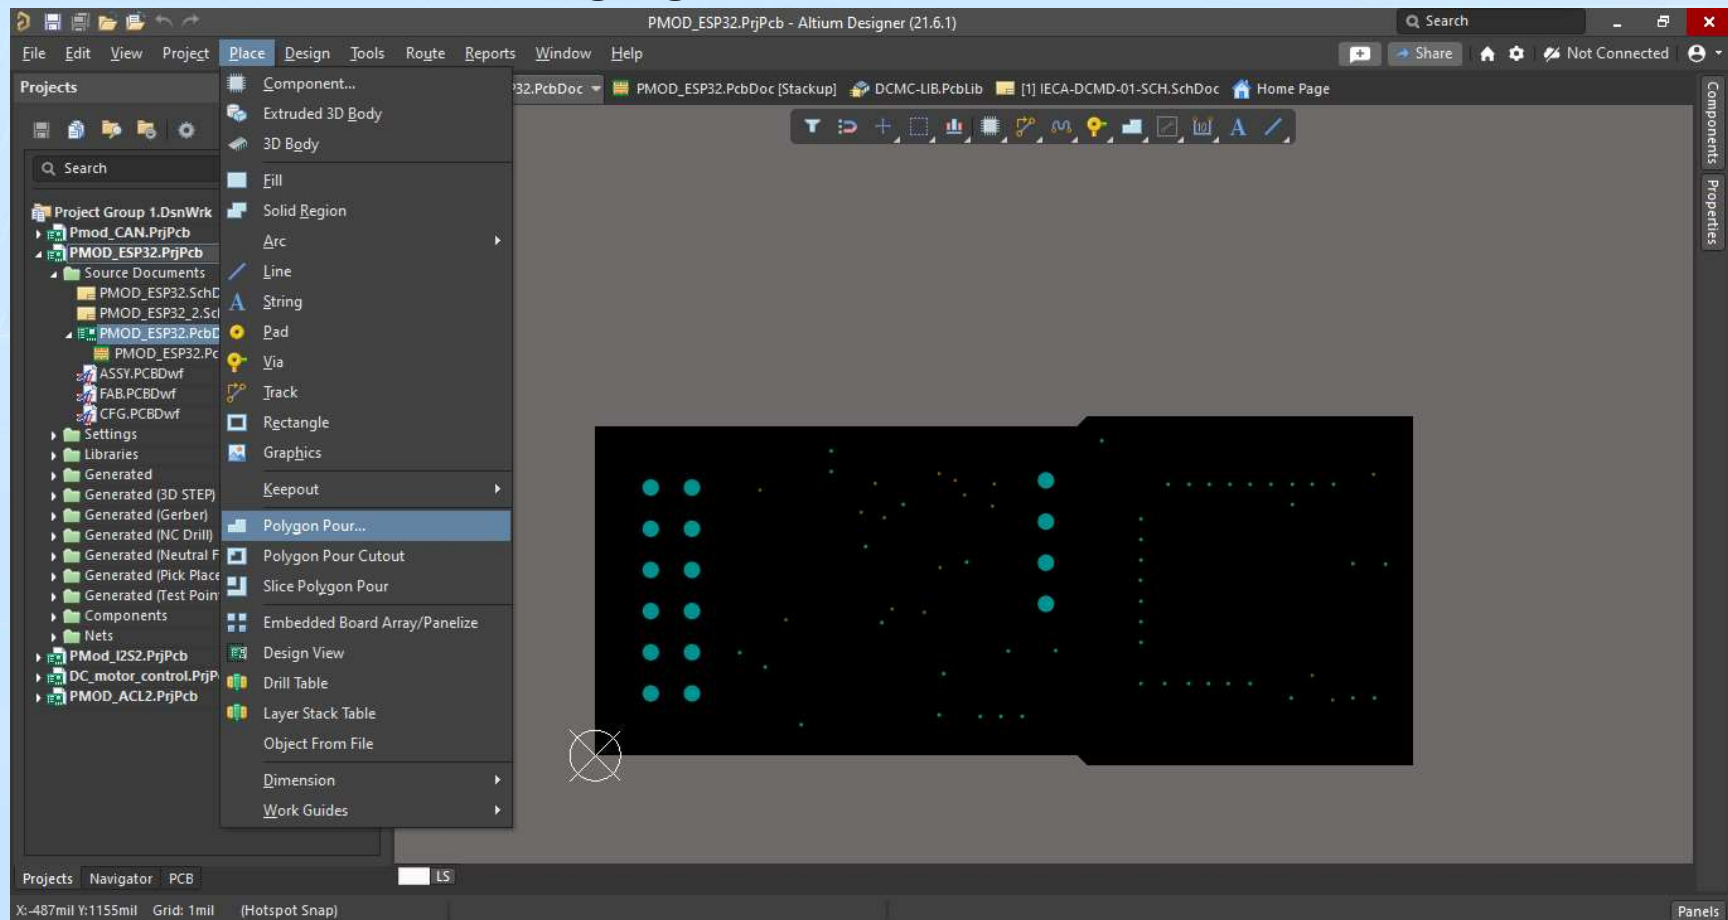 PMOD_ESP32.PrjPcb - Altium Designer (21.6.1)
Search
File Edit View Project Place Design Tools Route Reports Window Help
Share
Not Connected
Projects
32.PcbDoc
PMOD_ESP32.PcbDoc [Stackup]
DCMC-LIB.PcbLib
[1] IECA-DCMD-01-SCH.SchDoc
Home Page
Search
Project Group 1.DsnWrk
Pmod_CAN.PrjPcb
PMOD_ESP32.PrjPcb
Source Documents
PMOD_ESP32.SchD
PMOD_ESP32_2.Scl
PMOD_ESP32.PcbD
PMOD_ESP32.Pc
ASSY.PCBDwf
FAB.PCBDwf
CFG.PCBDwf
Settings
Libraries
Generated
Generated (3D STEP)
Generated (Gerber)
Generated (NC Drill)
Generated (Neutral F
Generated (Pick Place
Generated (Test Poin
Components
Nets
PMod_I2S2.PrjPcb
DC_motor_control.PrjP
PMOD_ACL2.PrjPcb
Component...
Extruded 3D Body
3D Body
Fill
Solid Region
Arc
Line
String
Pad
Via
Track
Rectangle
Graphics
Keepout
Polygon Pour...
Polygon Pour Cutout
Slice Polygon Pour
Embedded Board Array/Panelize
Design View
Drill Table
Layer Stack Table
Object From File
Dimension
Work Guides
Components
Properties
Projects Navigator PCB
LS
X:-487mil Y:1155mil Grid: 1mil (Hotspot Snap)
Panels